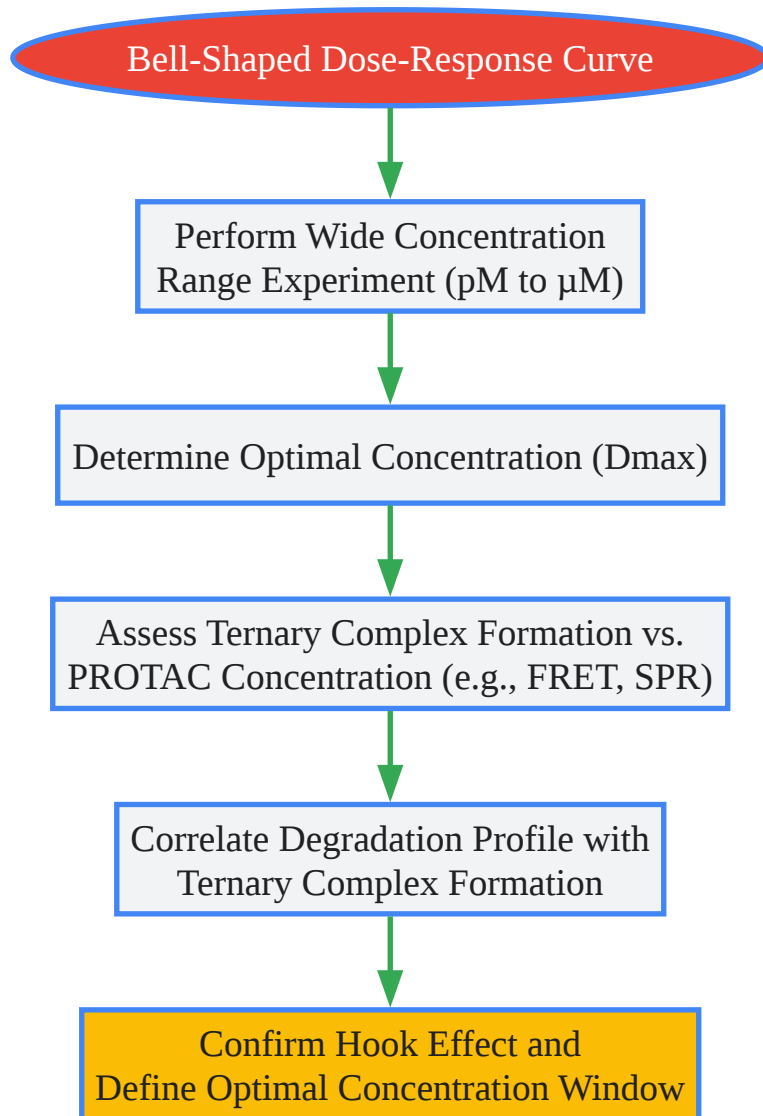 Bell-Shaped Dose-Response Curve
Perform Wide Concentration
Range Experiment (pM to µM)
Determine Optimal Concentration (Dmax)
Assess Ternary Complex Formation vs.
PROTAC Concentration (e.g., FRET, SPR)
Correlate Degradation Profile with
Ternary Complex Formation
Confirm Hook Effect and
Define Optimal Concentration Window